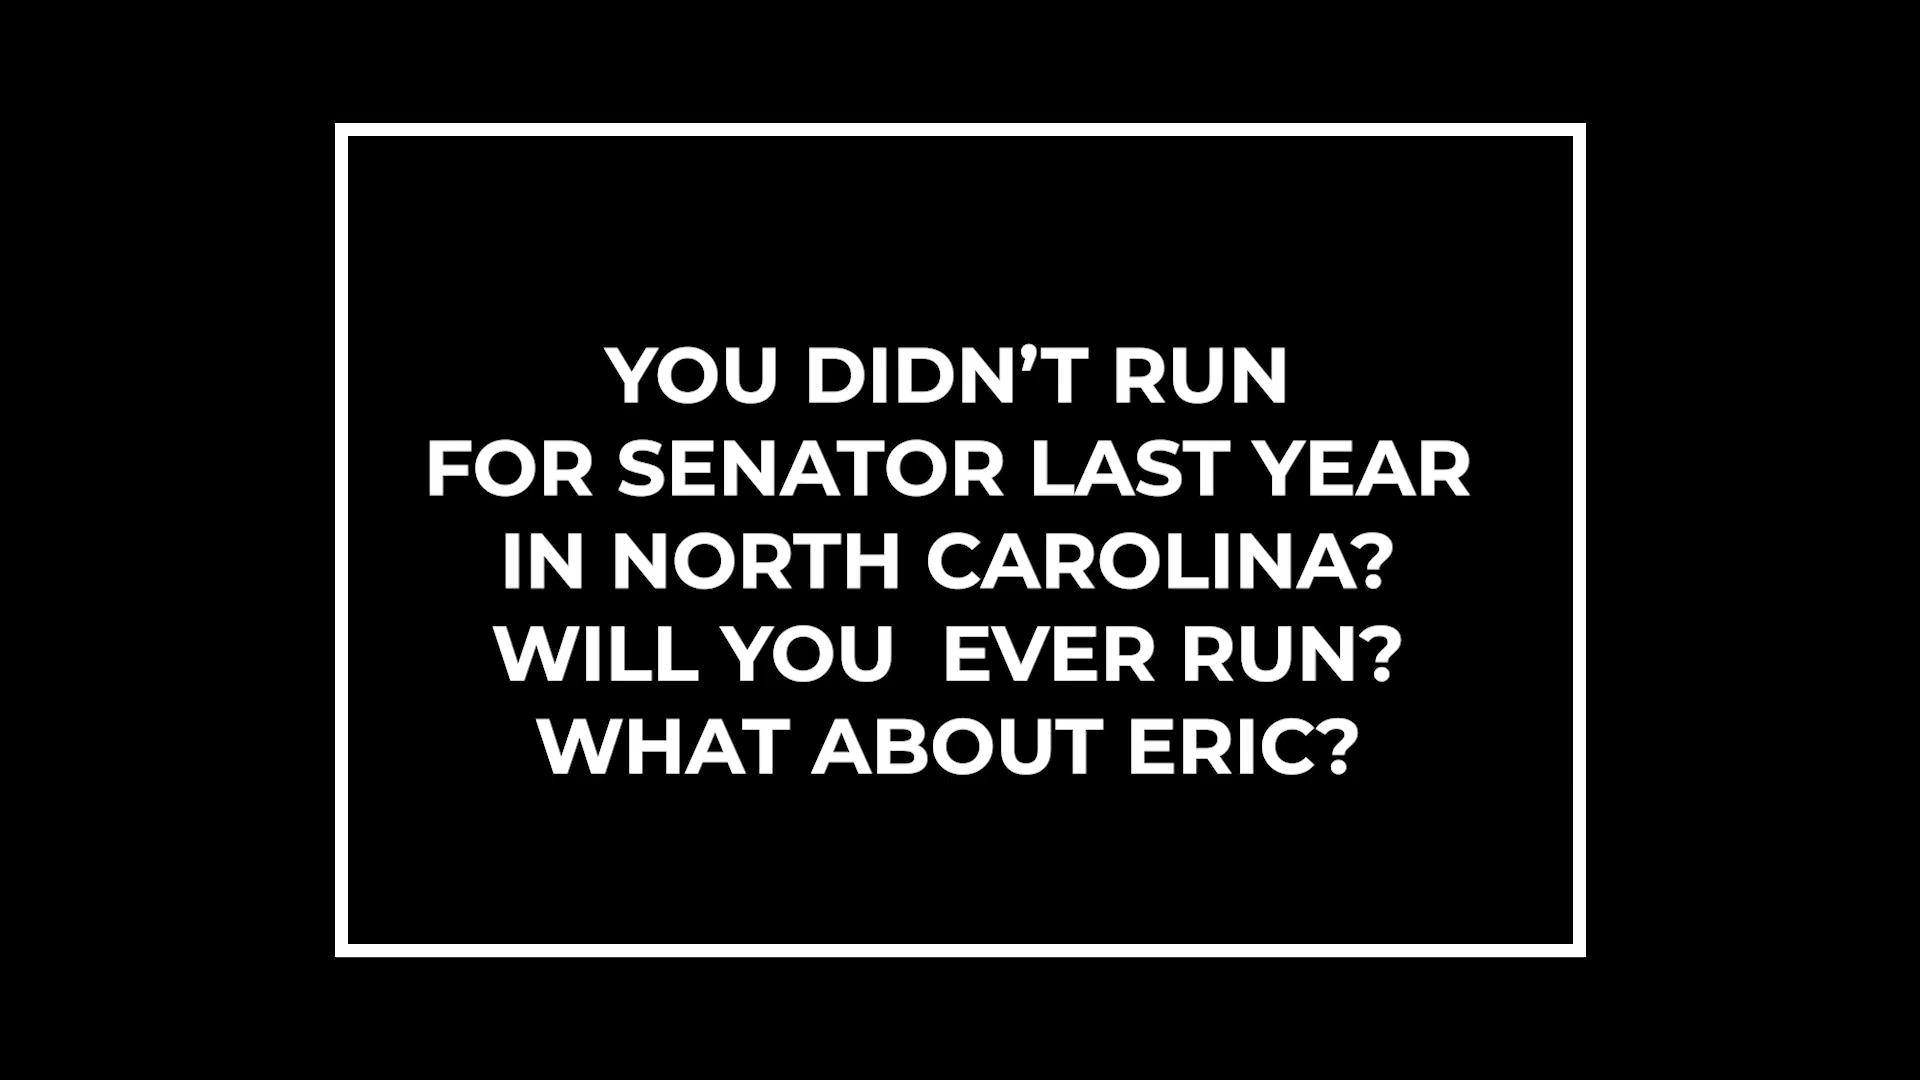 YOU DIDN’T RUN
FOR SENATOR LAST YEAR
IN NORTH CAROLINA?
WILL YOU  EVER RUN?
WHAT ABOUT ERIC?